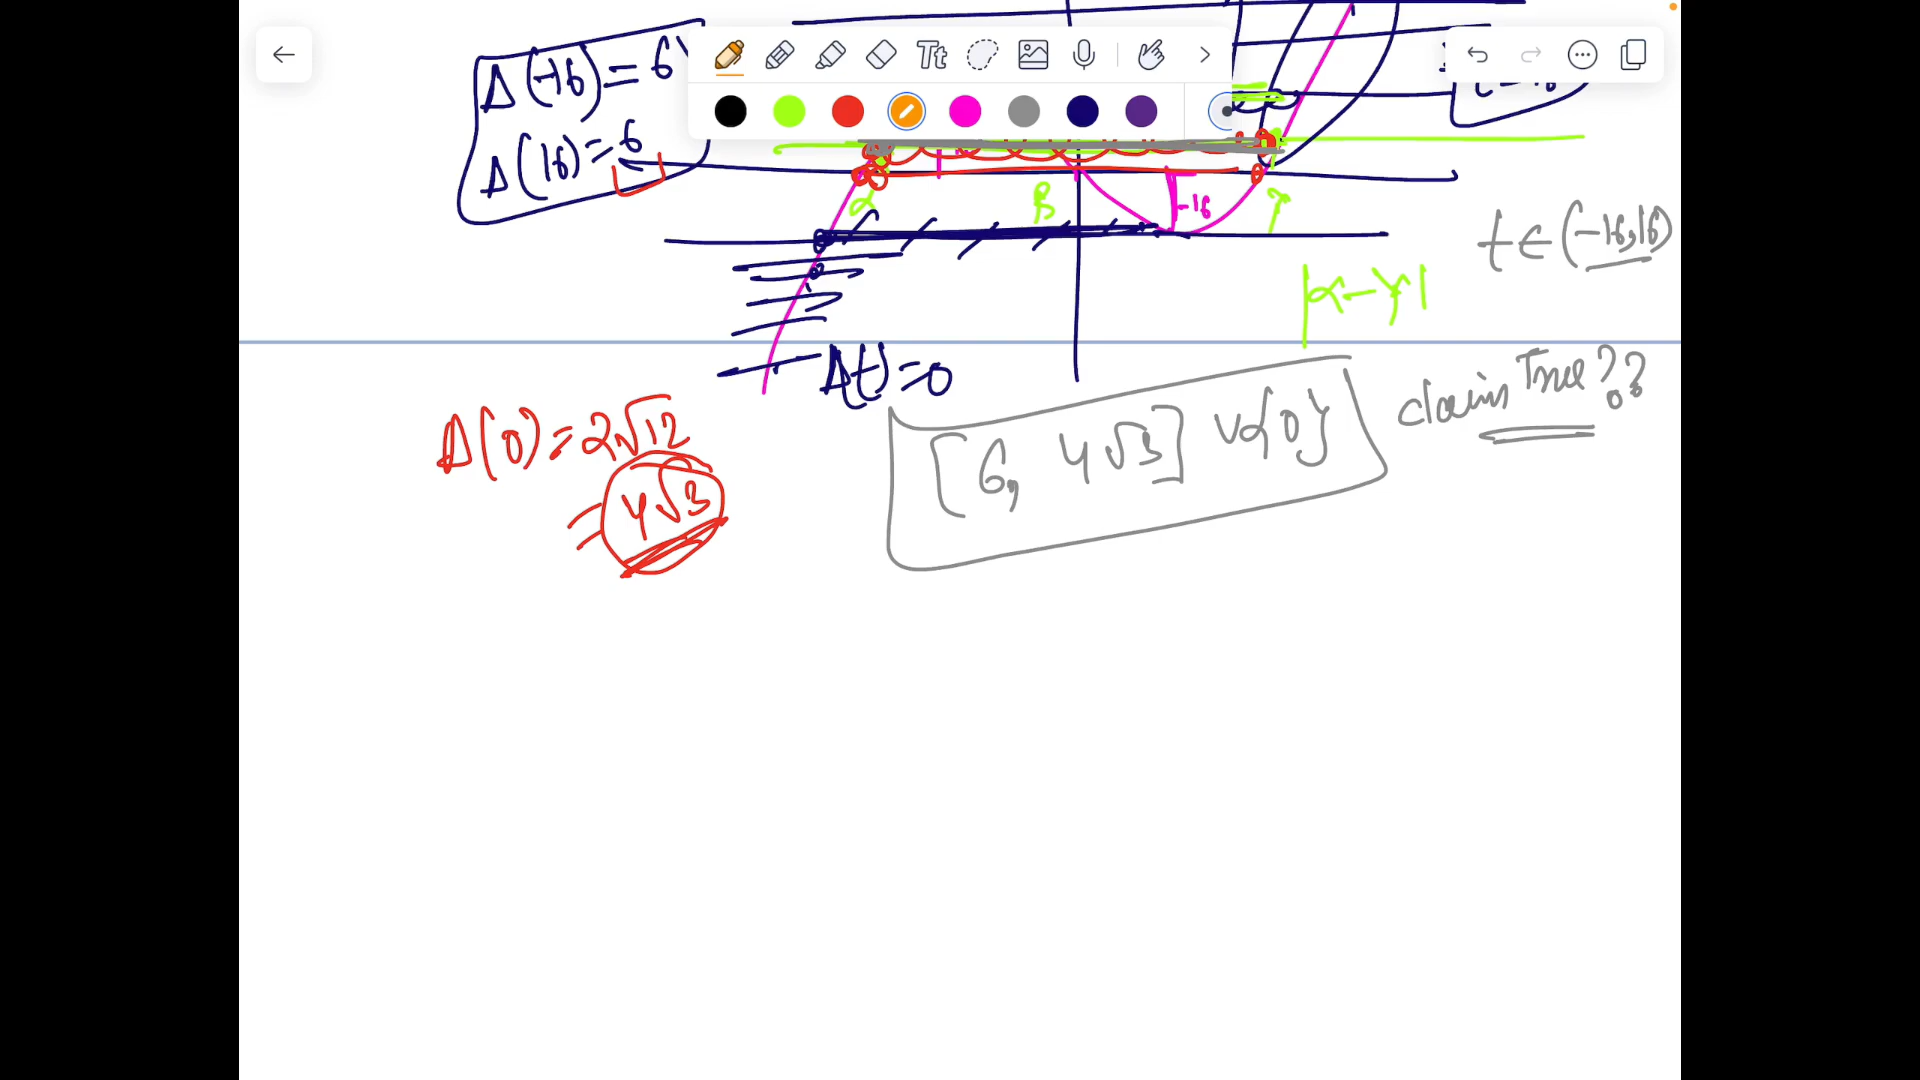 Δ(-16) = 6
Δ(16) = 6
Tt
α
β
γ
-16
t ∈ (-16,16)
|α-γ|
Δ(t) = 0
Δ(0) = 2√12
= 4√3
[6, 4√3] ∪ {0}
claim True??